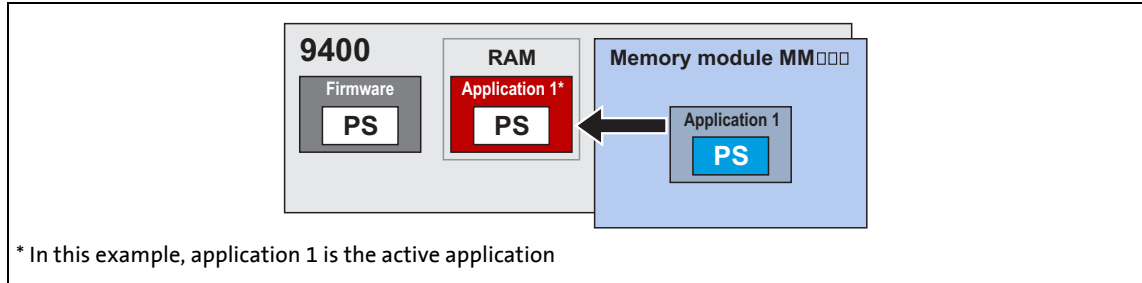 9400
RAM
Memory module MM□□□
Firmware
Application 1*
Application 1
PS
PS
PS
* In this example, application 1 is the active application